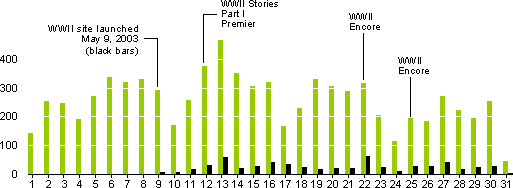 WWII Stories
Part I
Premier
WWII site launched
May 9, 2003
(black bars)
WWII
Encore
WWII
Encore
400
300
200
100
0
1 2 3 4 5 6 7 8 9 10 11 12 13 14 15 16 17 18 19 20 21 22 23 24 25 26 27 28 29 30 31